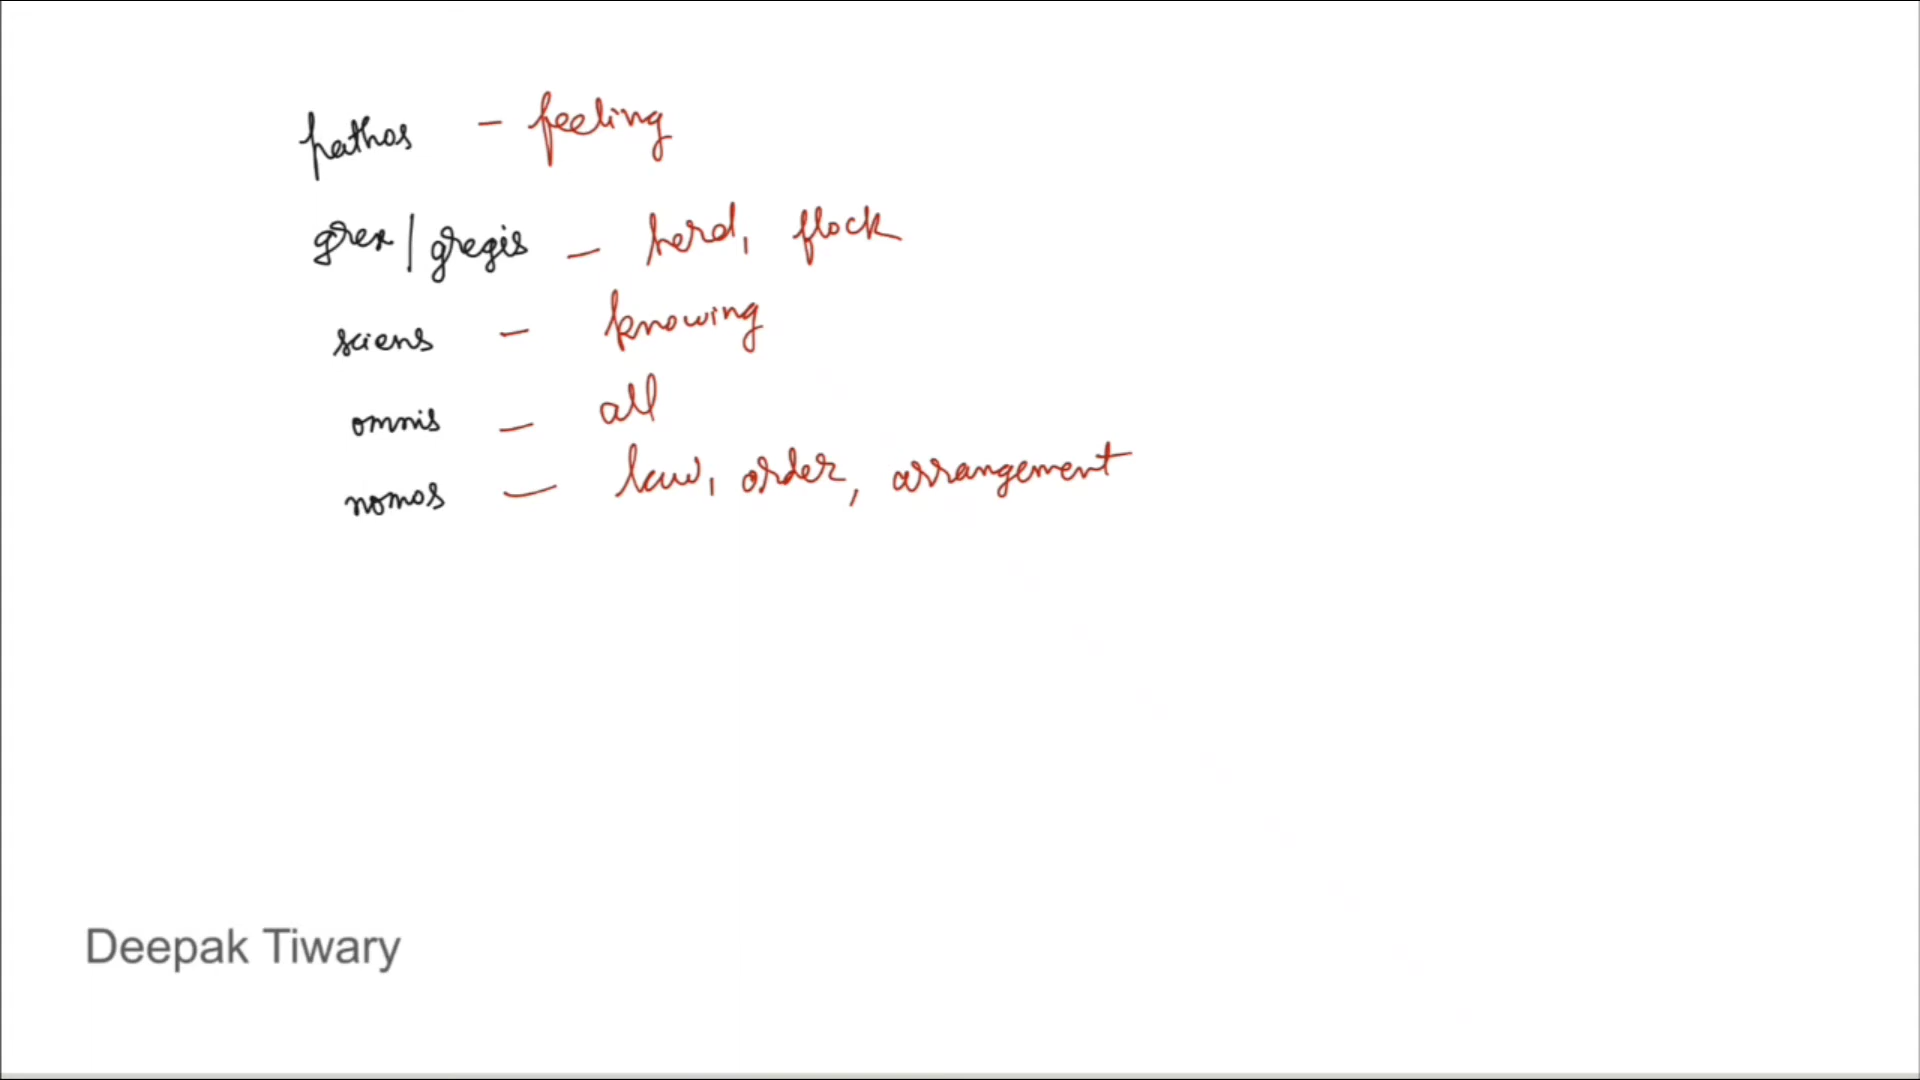 pathos - feeling
grex/gregis - herd, flock
sciens - knowing
omnis - all
nomos - law, order, arrangement
Deepak Tiwary